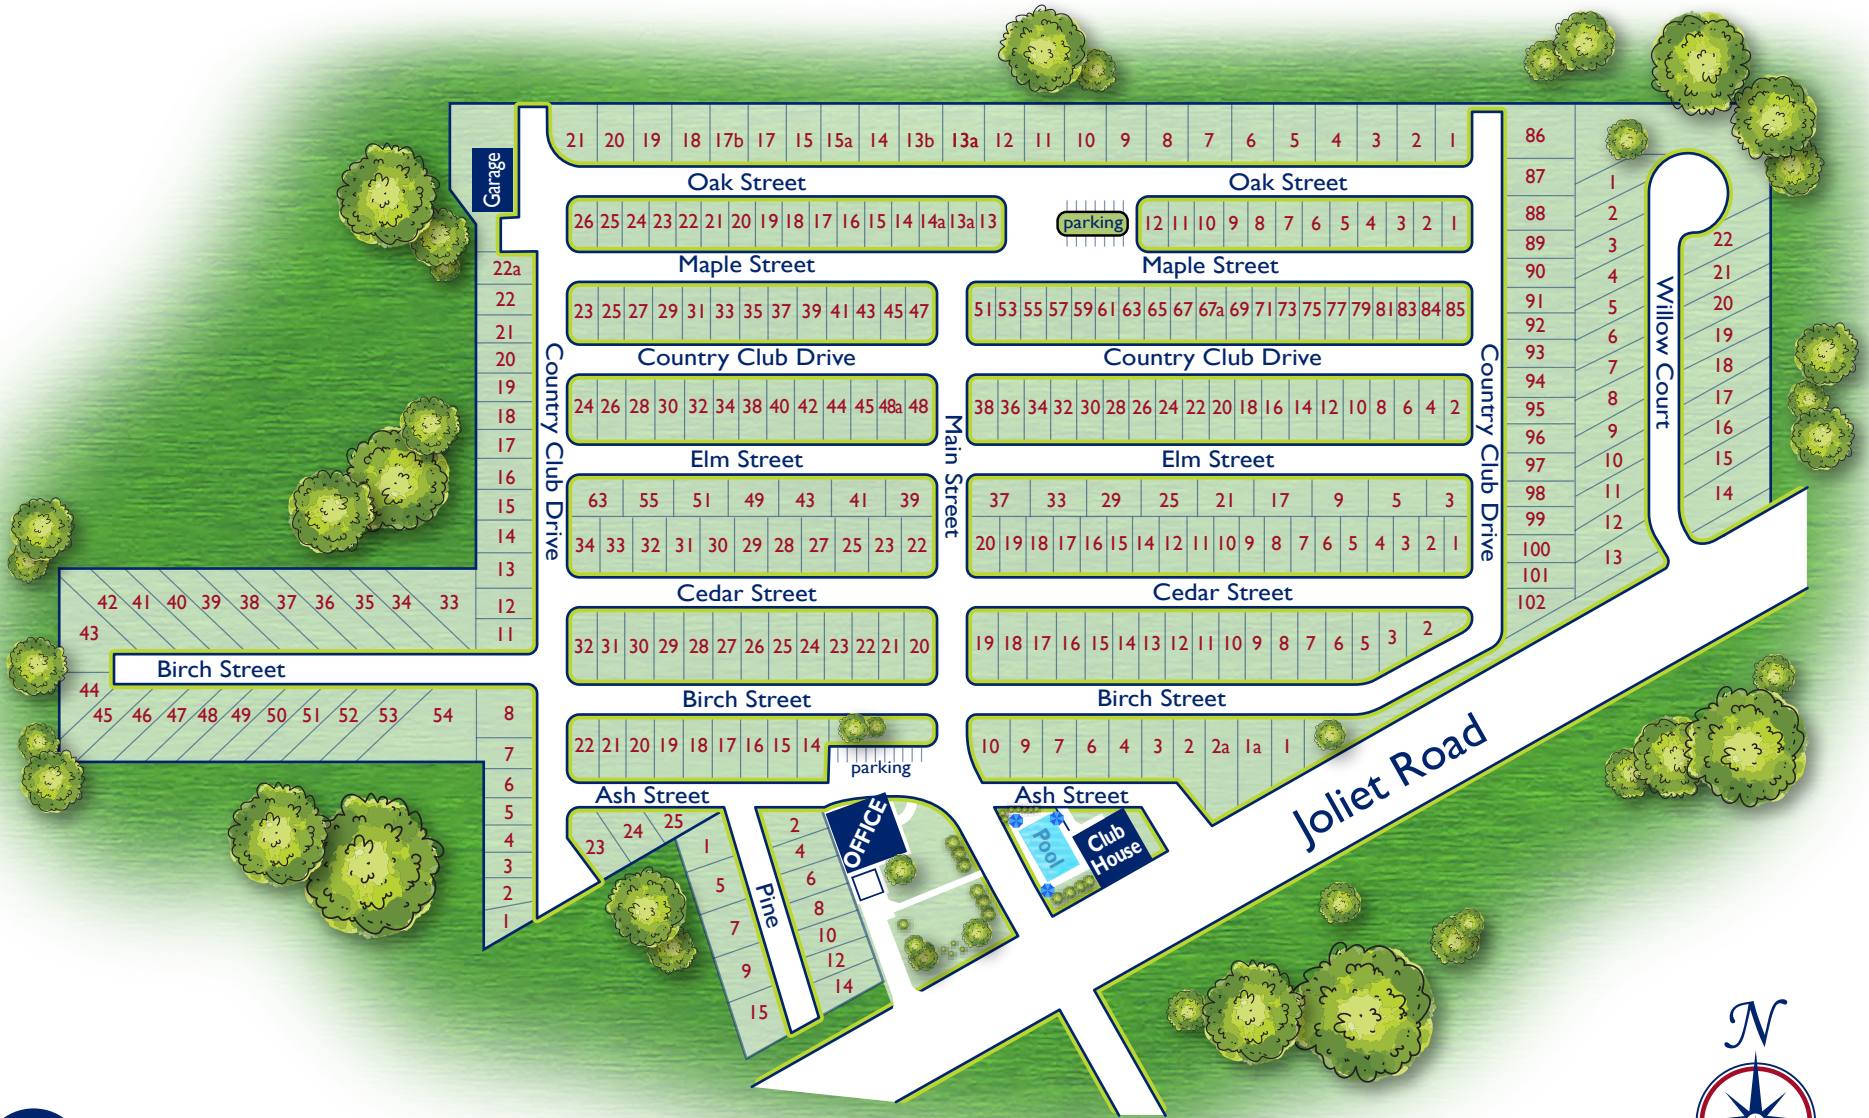 21 20 19 18 17b 17 15 15a 14 13b 13a 12 11 10 9 8 7 6 5 4 3 2 1
86
Garage
Oak Street
Oak Street
87
1
26 25 24 23 22 21 20 19 18 17 16 15 14 14a 13a 13
parking
12 11 10 9 8 7 6 5 4 3 2 1
88
2
89
3
22
22a
Maple Street
Maple Street
90
4
21
22
23 25 27 29 31 33 35 37 39 41 43 45 47
51 53 55 57 59 61 63 65 67 67a 69 71 73 75 77 79 81 83 84 85
91
5
20
21
92
6
19
20
Country Club Drive
Country Club Drive
93
7
18
19
94
8
17
18
24 26 28 30 32 34 38 40 42 44 45 48a 48
38 36 34 32 30 28 26 24 22 20 18 16 14 12 10 8 6 4 2
95
9
16
17
96
10
15
Country Club Drive
Main Street
Country Club Drive
Willow Court
Elm Street
Elm Street
97
11
14
16
98
12
15
63 55 51 49 43 41 39
37 33 29 25 21 17 9 5 3
99
13
14
34 33 32 31 30 29 28 27 25 23 22
20 19 18 17 16 15 14 12 11 10 9 8 7 6 5 4 3 2 1
100
13
101
12
102
11
42 41 40 39 38 37 36 35 34 33
43
Cedar Street
Cedar Street
32 31 30 29 28 27 26 25 24 23 22 21 20
19 18 17 16 15 14 13 12 11 10 9 8 7 6 5 3 2
Birch Street
44
45 46 47 48 49 50 51 52 53 54
8
7
Birch Street
Birch Street
22 21 20 19 18 17 16 15 14
parking
10 9 7 6 4 3 2 2a 1a 1
Joliet Road
6
5
4
3
2
1
Ash Street
Ash Street
23 24 25
1
5
7
9
15
Pine
2
4
6
8
10
12
14
OFFICE
Pool
Club
House
N